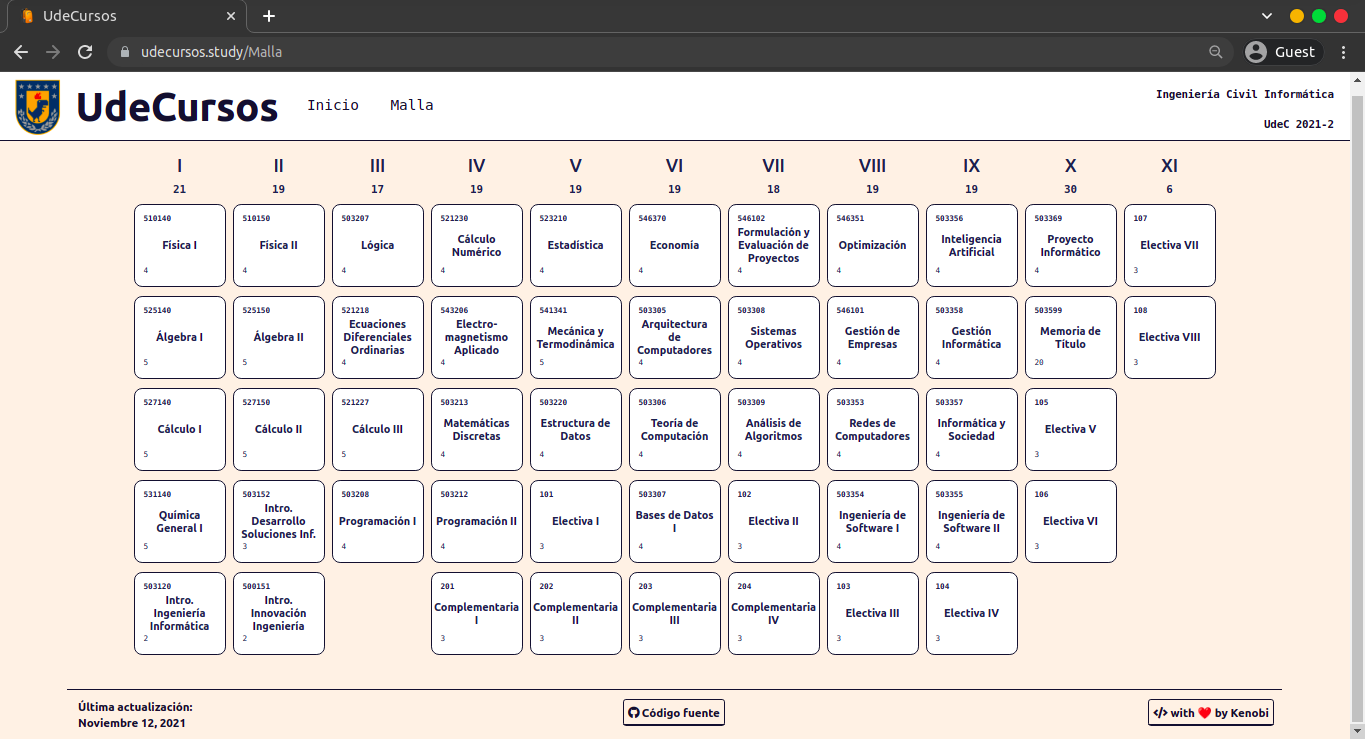 UdeCursos
udecursos.study/Malla
Guest
UdeCursos
Inicio
Malla
Ingeniería Civil Informática
UdeC 2021-2
I II III IV V VI VII VIII IX X XI
21 19 17 19 19 19 18 19 19 30 6
510140
Física I
4
510150
Física II
4
503207
Lógica
4
521230
Cálculo
Numérico
4
523210
Estadística
4
546370
Economía
4
546102
Formulación y
Evaluación de
Proyectos
4
546351
Optimización
4
503356
Inteligencia
Artificial
4
503369
Proyecto
Informático
4
107
Electiva VII
3
525140
Álgebra I
5
525150
Álgebra II
5
521218
Ecuaciones
Diferenciales
Ordinarias
4
543206
Electro-
magnetismo
Aplicado
4
541341
Mecánica y
Termodinámica
5
503305
Arquitectura
de
Computadores
4
503308
Sistemas
Operativos
4
546101
Gestión de
Empresas
4
503358
Gestión
Informática
4
503599
Memoria de
Título
20
108
Electiva VIII
3
527140
Cálculo I
5
527150
Cálculo II
5
521227
Cálculo III
5
503213
Matemáticas
Discretas
4
503220
Estructura de
Datos
4
503306
Teoría de
Computación
4
503309
Análisis de
Algoritmos
4
503353
Redes de
Computadores
4
503357
Informática y
Sociedad
4
105
Electiva V
3
531140
Química
General I
5
503152
Intro.
Desarrollo
Soluciones Inf.
3
503208
Programación I
4
503212
Programación II
4
101
Electiva I
3
503307
Bases de Datos
I
4
102
Electiva II
3
503354
Ingeniería de
Software I
4
503355
Ingeniería de
Software II
4
106
Electiva VI
3
503120
Intro.
Ingeniería
Informática
2
500151
Intro.
Innovación
Ingeniería
2
201
Complementaria
I
3
202
Complementaria
II
3
203
Complementaria
III
3
204
Complementaria
IV
3
103
Electiva III
3
104
Electiva IV
3
Última actualización:
Noviembre 12, 2021
Código fuente
</> with ❤️ by Kenobi